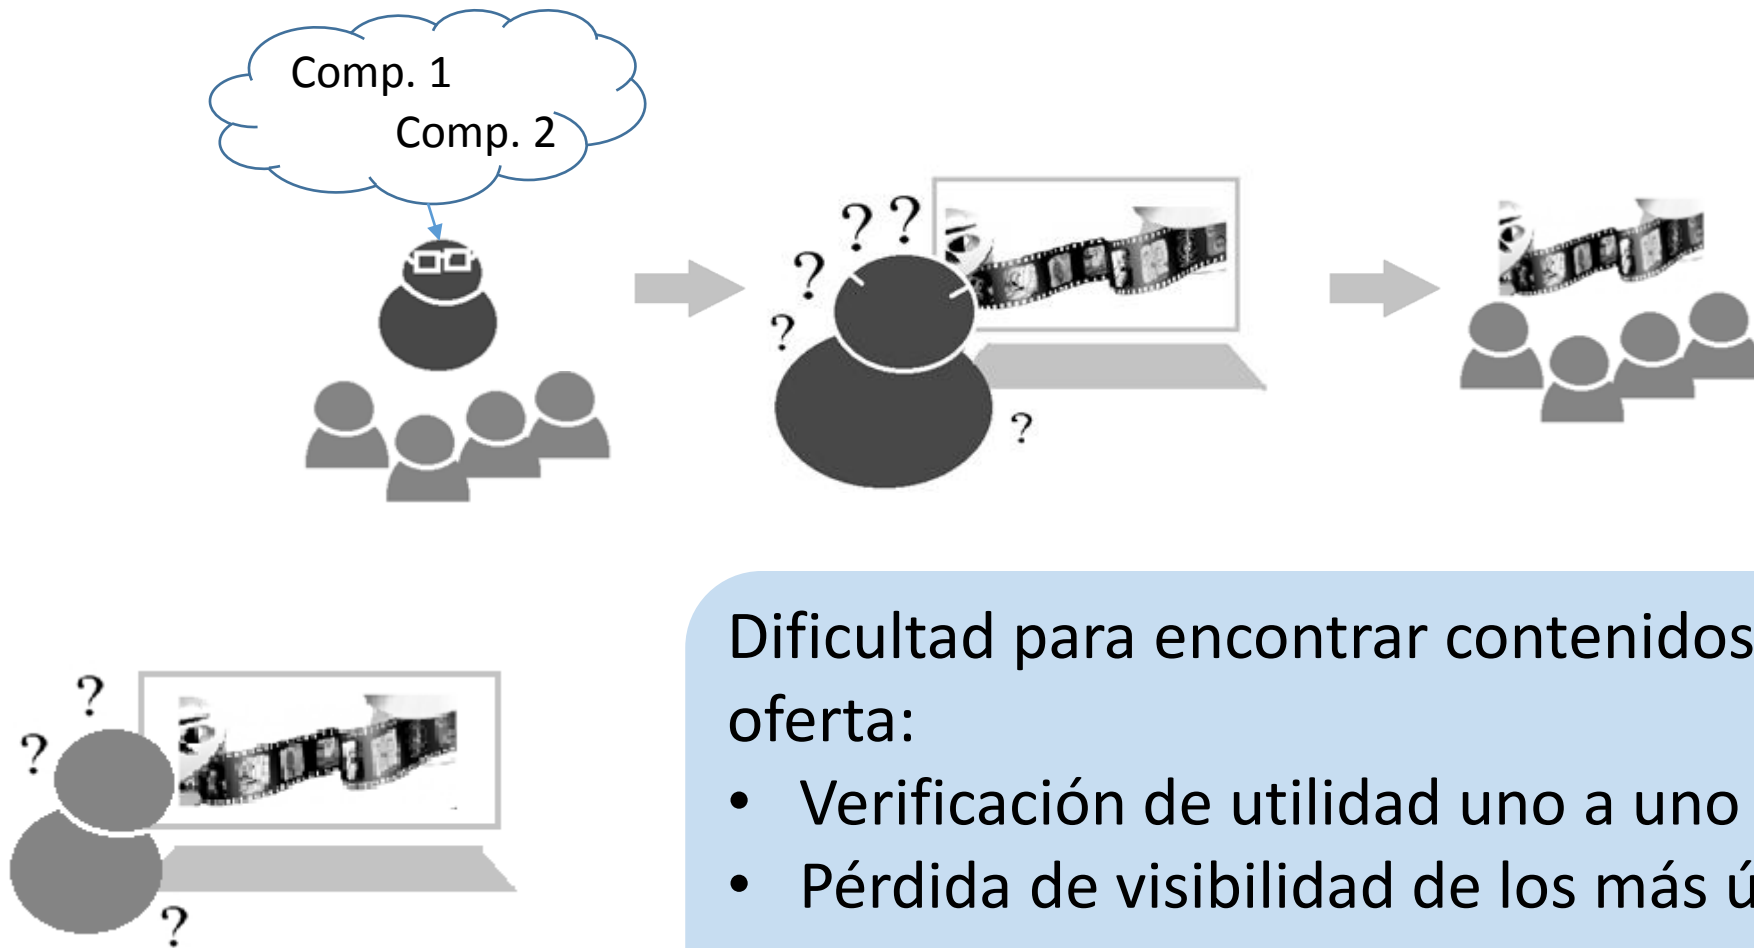 Comp. 1
Comp. 2
? ?
?
?
?
Dificultad para encontrar contenidos
oferta:
• Verificación de utilidad uno a uno
• Pérdida de visibilidad de los más
?
?
?